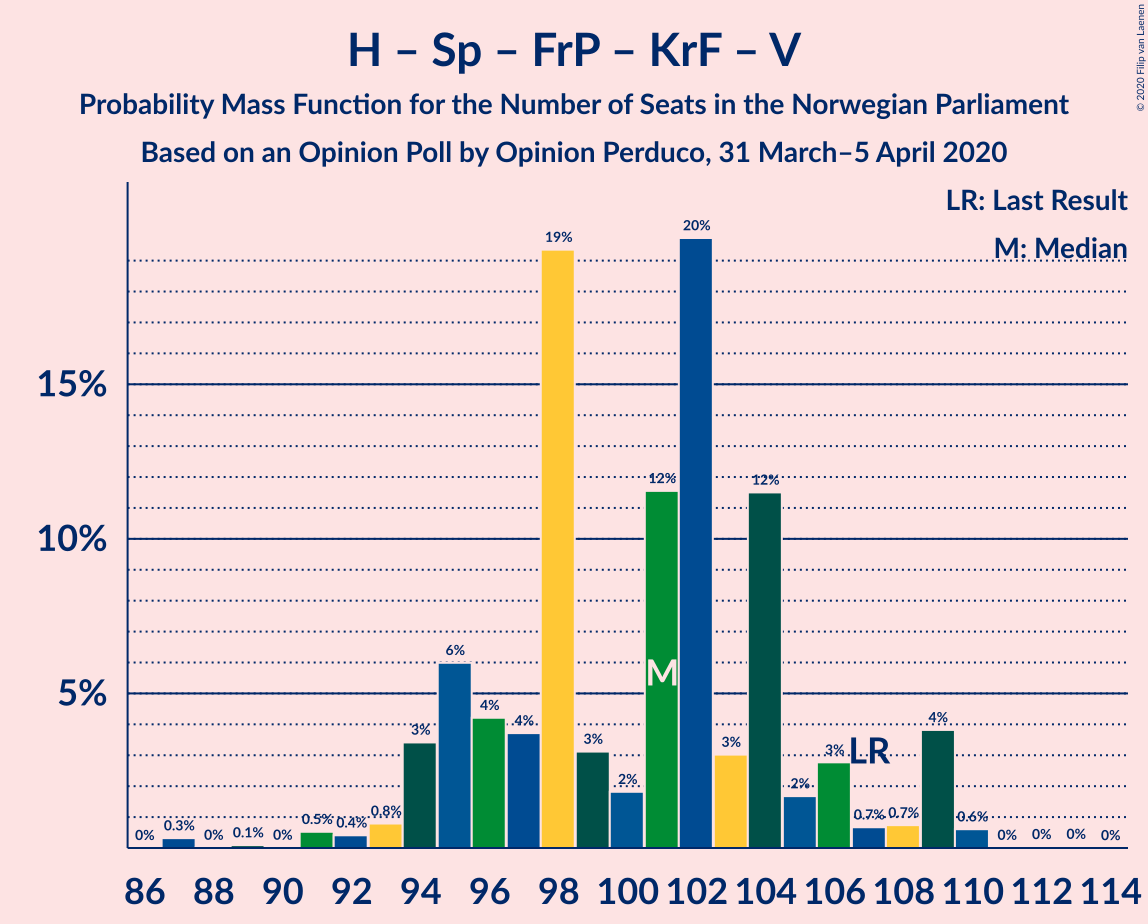 H – Sp – FrP – KrF – V
Probability Mass Function for the Number of Seats in the Norwegian Parliament
Based on an Opinion Poll by Opinion Perduco, 31 March–5 April 2020
© 2020 Filip van Laenen
LR: Last Result
M: Median
15%
10%
5%
0% 0.3% 0% 0.1% 0% 0.5% 0.4% 0.8% 3% 6% 4% 4% 19% 3% 2% 12% 20% 3% 12% 2% 3% 0.7% 0.7% 4% 0.6% 0% 0% 0% 0%
M
LR
86 88 90 92 94 96 98 100 102 104 106 108 110 112 114